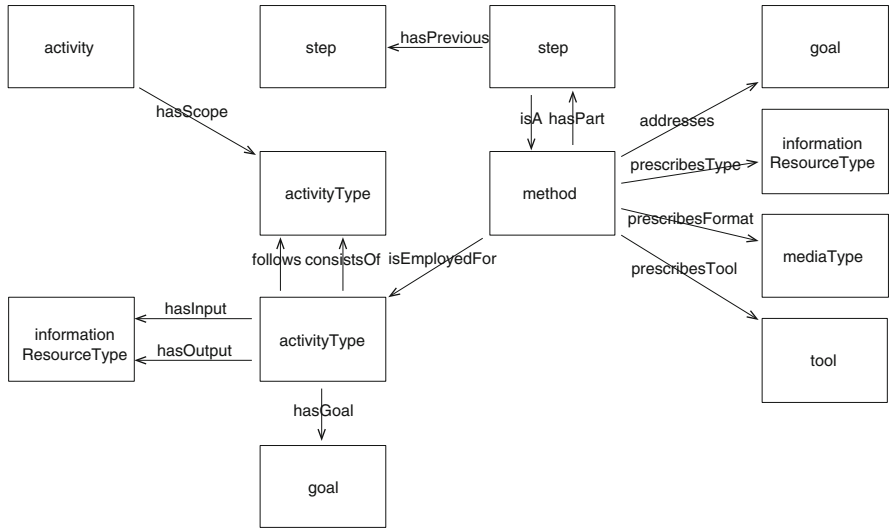 activity
step
hasPrevious
step
goal
hasScope
isA
hasPart
addresses
information
ResourceType
prescribesType
activityType
method
prescribesFormat
mediaType
follows
consistsOf
isEmployedFor
prescribesTool
hasInput
information
ResourceType
hasOutput
activityType
tool
hasGoal
goal